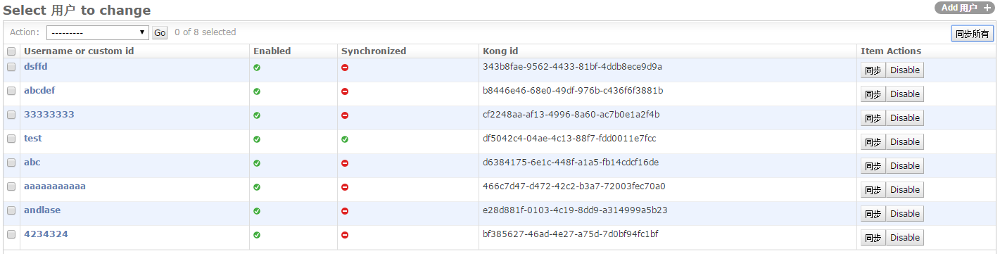 Select 用户 to change
Add 用户 +
Action: --------- Go 0 of 8 selected 同步所有
Username or custom id Enabled Synchronized Kong id Item Actions
dsffd 343b8fae-9562-4433-81bf-4ddb8ece9d9a 同步 Disable
abcdef b8446e46-68e0-49df-976b-c436f6f3881b 同步 Disable
33333333 cf2248aa-af13-4996-8a60-ac7b0e1a2f4b 同步 Disable
test df5042c4-04ae-4c13-88f7-fdd0011e7fcc 同步 Disable
abc d6384175-6e1c-448f-a1a5-fb14cdcf16de 同步 Disable
aaaaaaaaaaa 466c7d47-d472-42c2-b3a7-72003fec70a0 同步 Disable
andlase e28d881f-0103-4c19-8dd9-a314999a5b23 同步 Disable
4234324 bf385627-46ad-4e27-a75d-7d0bf94fc1bf 同步 Disable